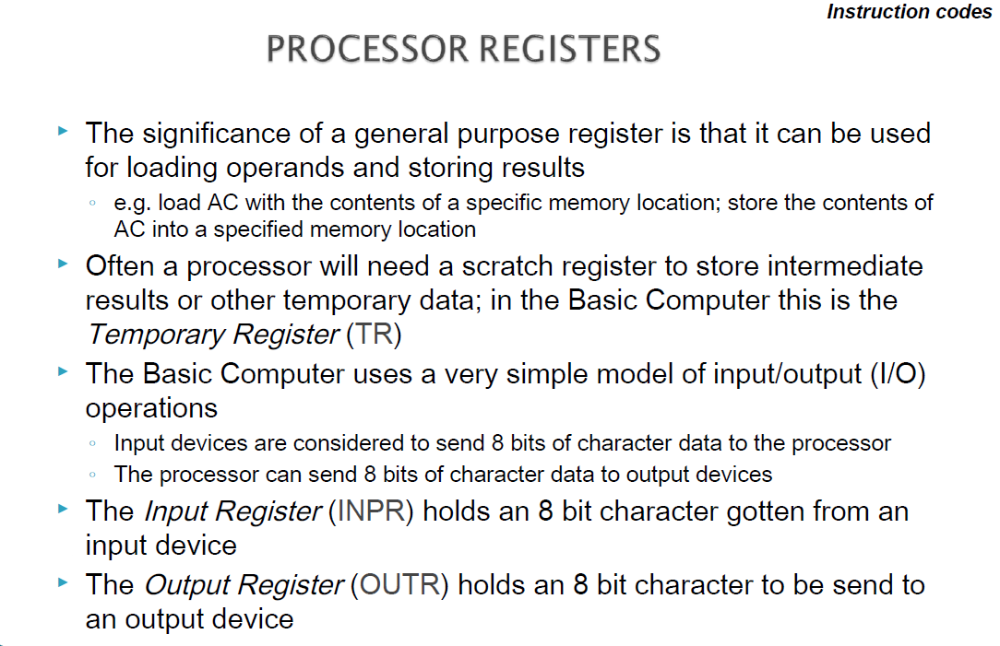 Instruction codes
PROCESSOR REGISTERS
The significance of a general purpose register is that it can be used
for loading operands and storing results
e.g. load AC with the contents of a specific memory location; store the contents of
AC into a specified memory location
Often a processor will need a scratch register to store intermediate
results or other temporary data; in the Basic Computer this is the
Temporary Register (TR)
The Basic Computer uses a very simple model of input/output (I/O)
operations
Input devices are considered to send 8 bits of character data to the processor
The processor can send 8 bits of character data to output devices
The Input Register (INPR) holds an 8 bit character gotten from an
input device
The Output Register (OUTR) holds an 8 bit character to be send to
an output device